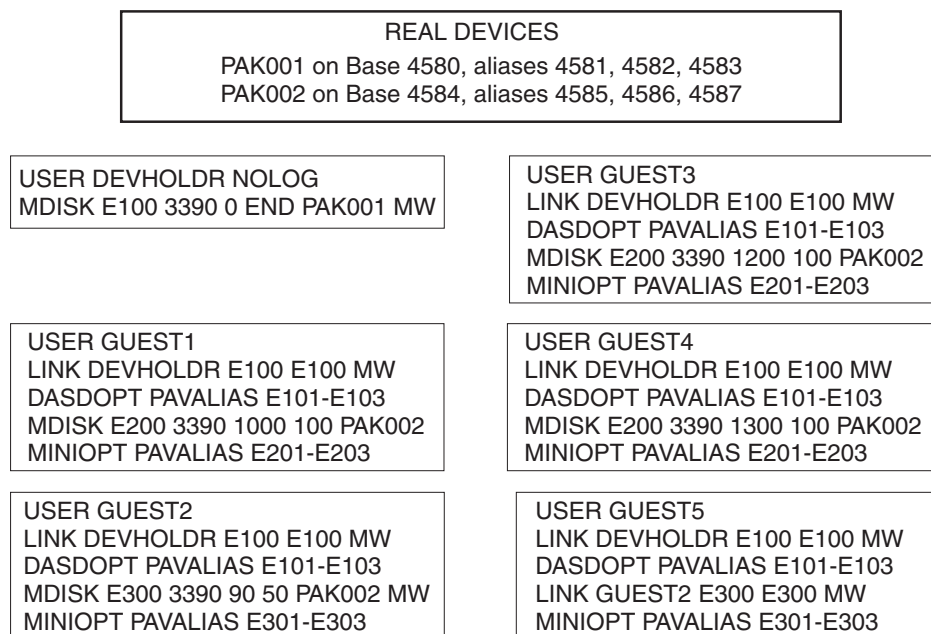 REAL DEVICES
PAK001 on Base 4580, aliases 4581, 4582, 4583
PAK002 on Base 4584, aliases 4585, 4586, 4587
USER DEVHOLDR NOLOG
MDISK E100 3390 0 END PAK001 MW
USER GUEST3
LINK DEVHOLDR E100 E100 MW
DASDOPT PAVALIAS E101-E103
MDISK E200 3390 1200 100 PAK002
MINIOPT PAVALIAS E201-E203
USER GUEST1
LINK DEVHOLDR E100 E100 MW
DASDOPT PAVALIAS E101-E103
MDISK E200 3390 1000 100 PAK002
MINIOPT PAVALIAS E201-E203
USER GUEST4
LINK DEVHOLDR E100 E100 MW
DASDOPT PAVALIAS E101-E103
MDISK E200 3390 1300 100 PAK002
MINIOPT PAVALIAS E201-E203
USER GUEST2
LINK DEVHOLDR E100 E100 MW
DASDOPT PAVALIAS E101-E103
MDISK E300 3390 90 50 PAK002 MW
MINIOPT PAVALIAS E301-E303
USER GUEST5
LINK DEVHOLDR E100 E100 MW
DASDOPT PAVALIAS E101-E103
LINK GUEST2 E300 E300 MW
MINIOPT PAVALIAS E301-E303